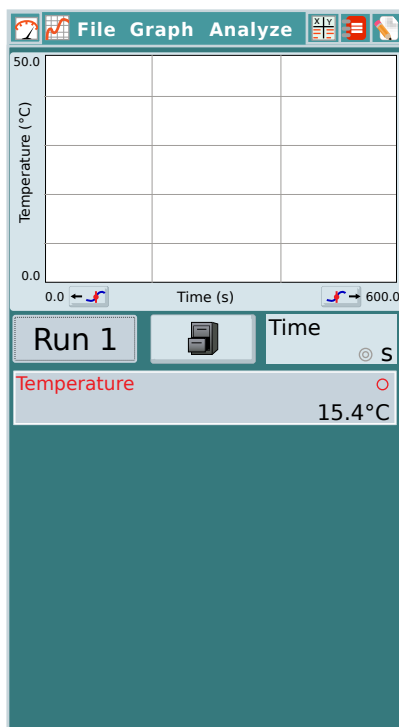 File Graph Analyze
X Y
50.0
Temperature (°C)
0.0
0.0 Time (s) 600.0
Run 1
Time
s
Temperature
15.4°C